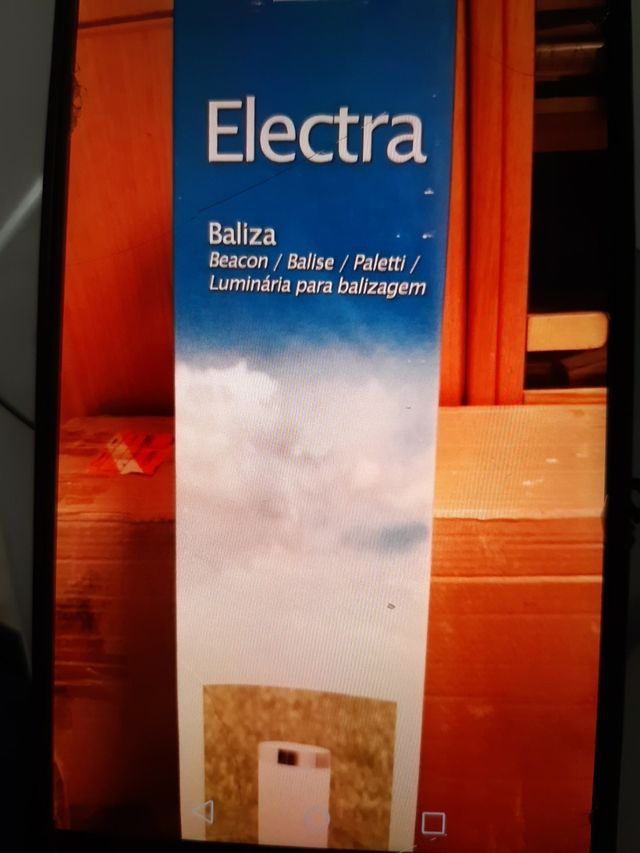 Electra
Baliza
Beacon / Balise / Paletti /
Luminária para balizagem